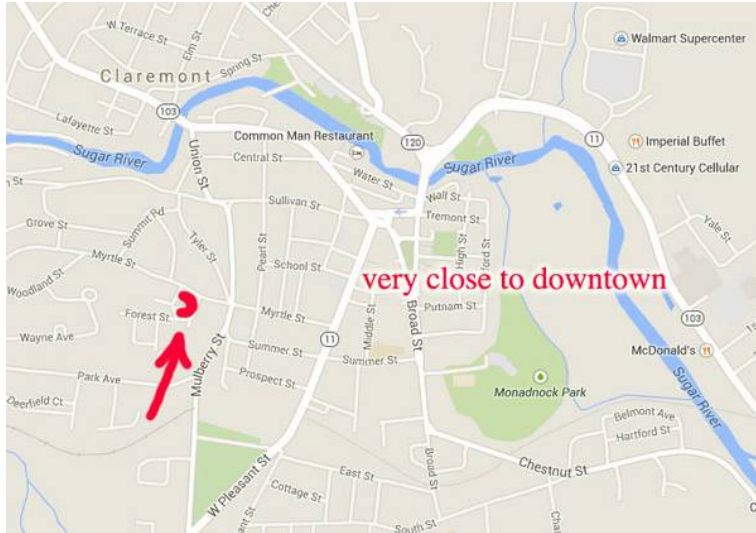 W Terrace St
Elm St
Spring St
Claremont
Walmart Supercenter
103
Lafayette St
Common Man Restaurant
120
11
Imperial Buffet
Sugar River
Union St
Central St
Sugar River
21st Century Cellular
Water St
Wall St
Sullivan St
Tremont St
Summit Rd
Grove St
Tyler St
Pearl St
High St
Yale St
Myrtle St
School St
very close to downtown
Woodland St
Forest St
Myrtle St
Middle St
Broad St
Putnam St
103
Wayne Ave
11
Mulberry St
Summer St
Summer St
McDonald's
Park Ave
Prospect St
Monadnock Park
Sugar River
Deerfield Ct
Belmont Ave
Hartford St
W Pleasant St
East St
Broad St
Chestnut St
Cottage St
South St